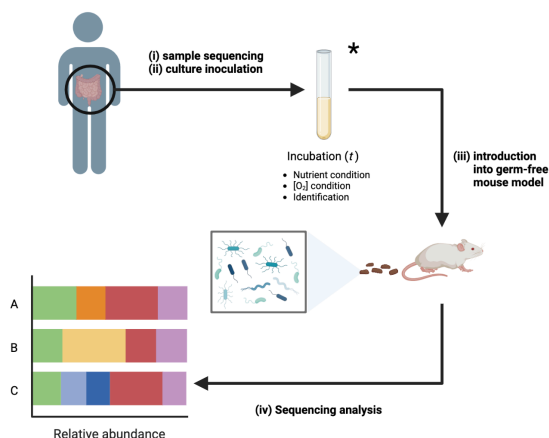 (i) sample sequencing
(ii) culture inoculation
*
Incubation (t)
• Nutrient condition
• [O₂] condition
• Identification
(iii) introduction
into germ-free
mouse model
A
B
C
(iv) Sequencing analysis
Relative abundance